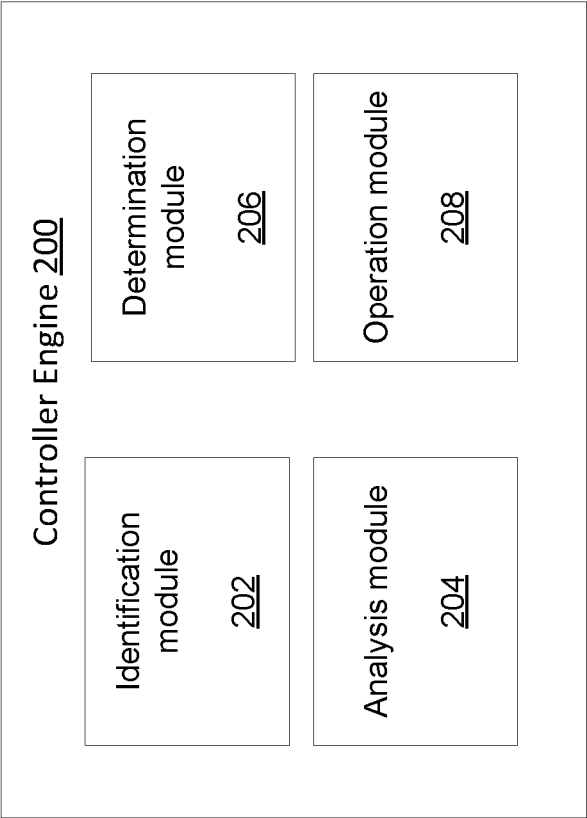 Controller Engine 200
Identification
module
202
Determination
module
206
Analysis module
204
Operation module
208